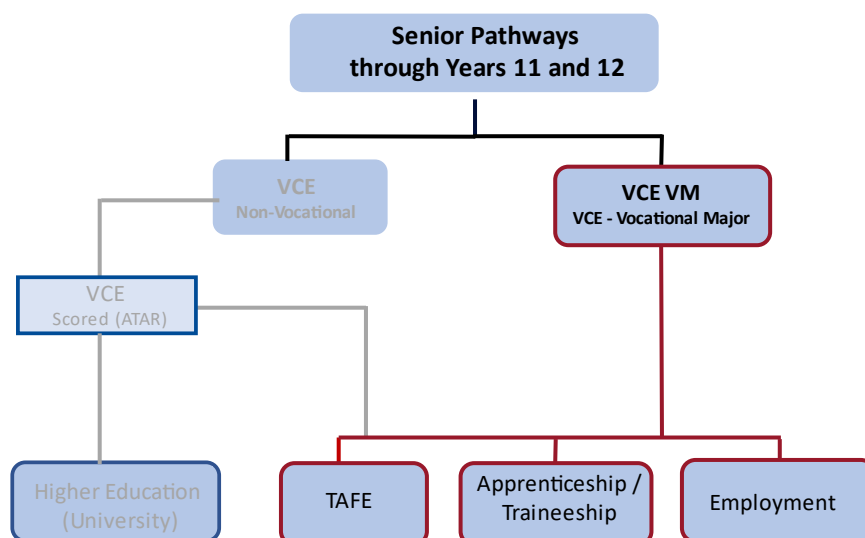 Senior Pathways
through Years 11 and 12
VCE
Non-Vocational
VCE VM
VCE - Vocational Major
VCE
Scored (ATAR)
Higher Education
(University)
TAFE
Apprenticeship /
Traineeship
Employment